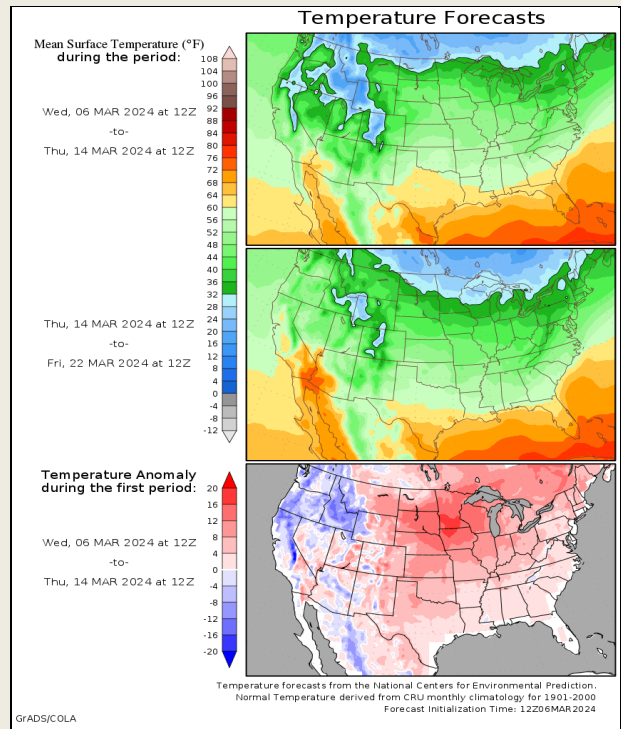 Temperature Forecasts
Mean Surface Temperature (°F)
during the period:
108
104
100
96
92
88
84
80
76
72
68
64
60
56
52
48
44
40
36
32
28
24
20
16
12
8
4
0
-4
-8
-12
Wed, 06 MAR 2024 at 12Z
-to-
Thu, 14 MAR 2024 at 12Z
Thu, 14 MAR 2024 at 12Z
-to-
Fri, 22 MAR 2024 at 12Z
Temperature Anomaly
during the first period:
20
16
12
8
4
0
-4
-8
-12
-16
-20
Wed, 06 MAR 2024 at 12Z
-to-
Thu, 14 MAR 2024 at 12Z
Temperature forecasts from the National Centers for Environmental Prediction.
Normal Temperature derived from CRU monthly climatology for 1901-2000
Forecast Initialization Time: 12Z06MAR2024
GrADS/COLA